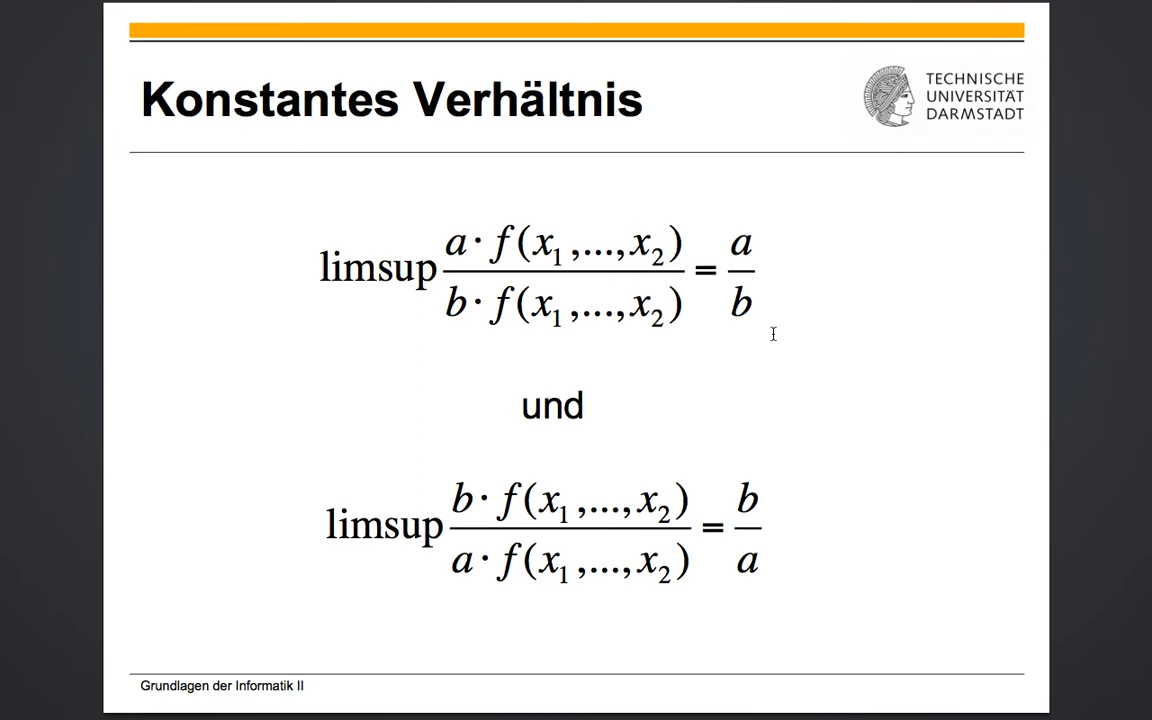 Konstantes Verhältnis
TECHNISCHE
UNIVERSITÄT
DARMSTADT
limsup a · f(x₁,...,x₂) / b · f(x₁,...,x₂) = a / b
und
limsup b · f(x₁,...,x₂) / a · f(x₁,...,x₂) = b / a
Grundlagen der Informatik II